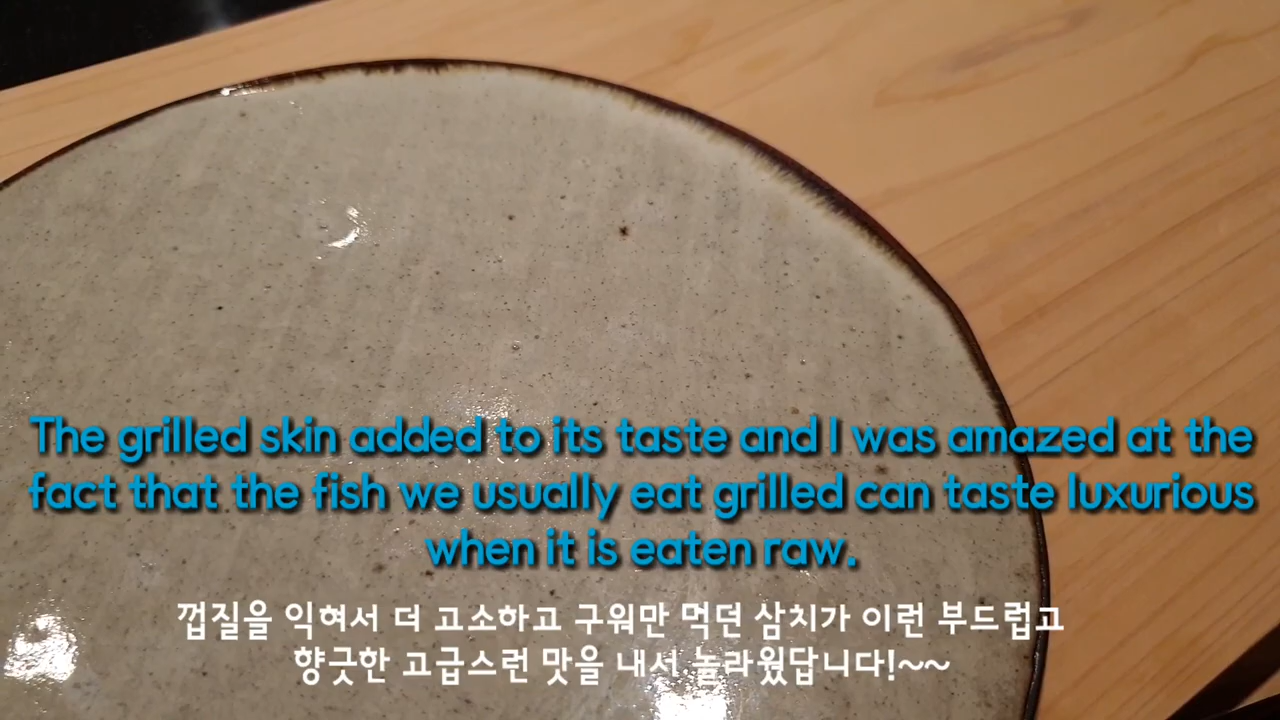 The grilled skin added to its taste and I was amazed at the
fact that the fish we usually eat grilled can taste luxurious
when it is eaten raw.
껍질을 익혀서 더 고소하고 구워만 먹던 삼치가 이런 부드럽고
향긋한 고급스런 맛을 내서 놀라웠답니다!~~